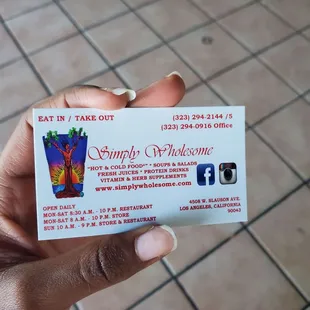 EAT IN / TAKE OUT
(323) 294-2144 /5
(323) 294-0916 Office
Simply Wholesome
"HOT & COLD FOOD" * SOUPS & SALADS
FRESH JUICES * PROTEIN DRINKS
VITAMIN & HERB SUPPLEMENTS
www.simplywholesome.com
OPEN DAILY
MON-SAT 8:30 A.M. - 10 P.M. RESTAURANT
MON-SAT 8 A.M. - 10 P.M. STORE
SUN 10 A.M. - 9 P.M. STORE & RESTAURANT
4508 W. SLAUSON AVE.
LOS ANGELES, CALIFORNIA
90043